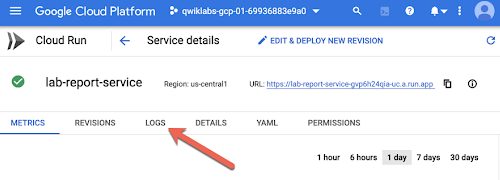 Google Cloud Platform qwiklabs-gcp-01-69936883e9a0
Cloud Run Service details EDIT & DEPLOY NEW REVISION
lab-report-service Region: us-central1 URL: https://lab-report-service-gvp6h24qia-uc.a.run.app
METRICS REVISIONS LOGS DETAILS YAML PERMISSIONS
1 hour 6 hours 1 day 7 days 30 days